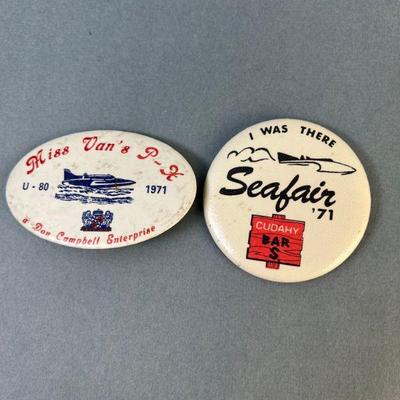 Miss Van's P-X
U-80 1971
a Don Campbell Enterprise
I WAS THERE
Seafair
'71
CUDAHY
BAR
S